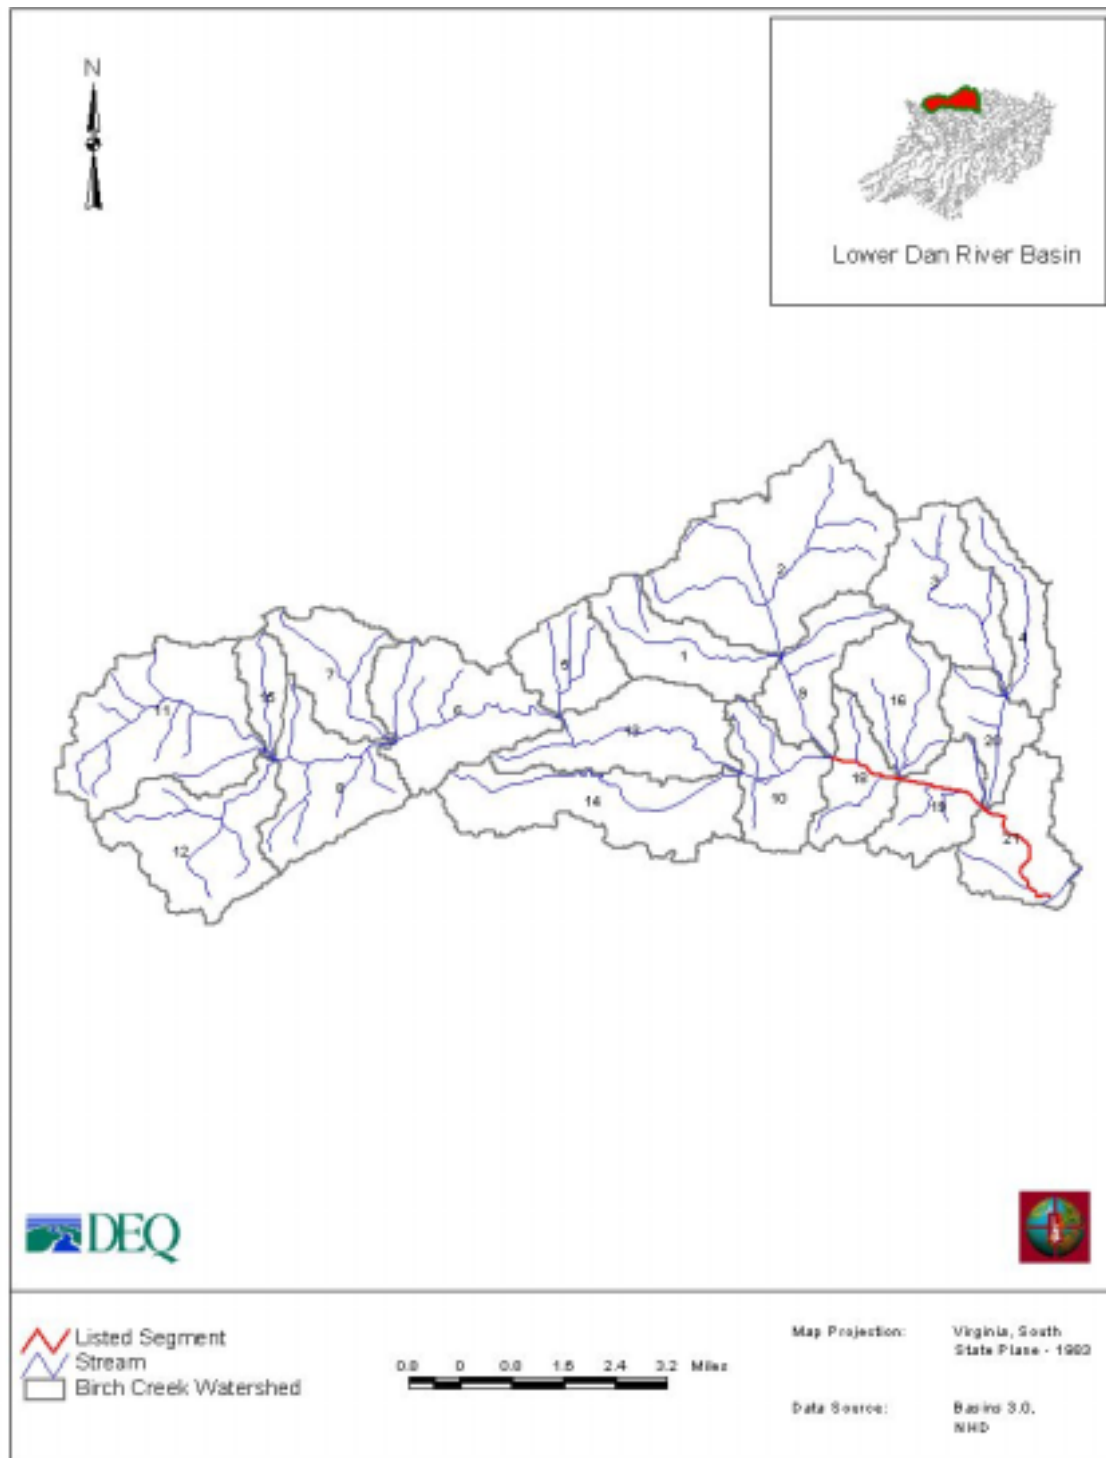 N
Lower Dan River Basin
2
3
4
5
1
7
16
9
15
11
6
13
20
8
14
10
18
19
21
12
DEQ
Listed Segment
Stream
Birch Creek Watershed
0.8 0 0.8 1.6 2.4 3.2 Miles
Map Projection: Virginia, South
State Plane - 1983
Data Source: Basins 3.0,
NHD